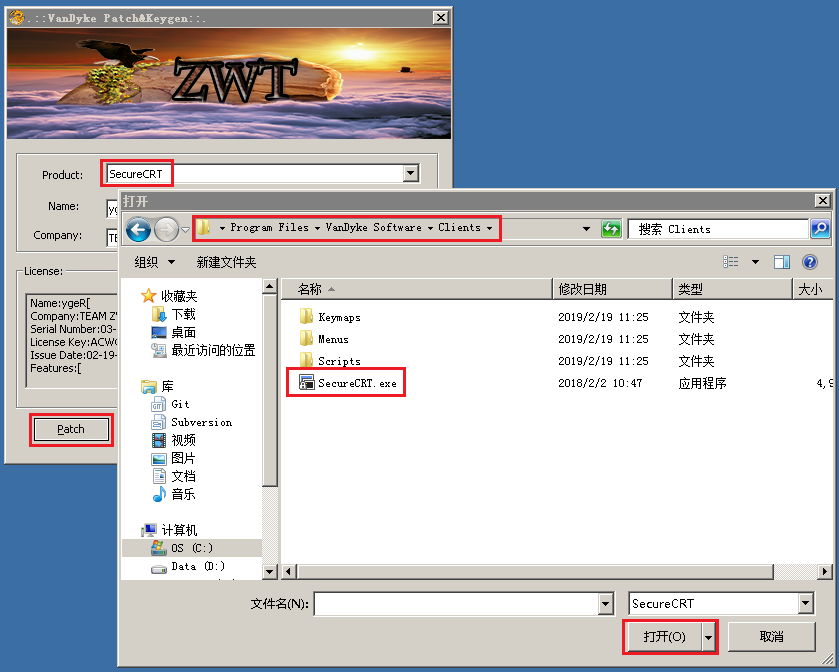 .::VanDyke Patch&Keygen::.
ZWT
Product: SecureCRT
Name:
Company:
License:
Name:ygeR[
Company:TEAM
Serial Number:03-
License Key:ACW
Issue Date:02-19-
Features:[
Patch
打开
Program Files VanDyke Software Clients
搜索 Clients
组织 新建文件夹
收藏夹
下载
桌面
最近访问的位置
库
Git
Subversion
视频
图片
文档
音乐
计算机
OS (C:)
Data (D:)
名称 修改日期 类型 大小
Keymaps 2019/2/19 11:25 文件夹
Menus 2019/2/19 11:25 文件夹
Scripts 2019/2/19 11:25 文件夹
SecureCRT.exe 2018/2/2 10:47 应用程序 4,9
文件名(N): SecureCRT
打开(O) 取消